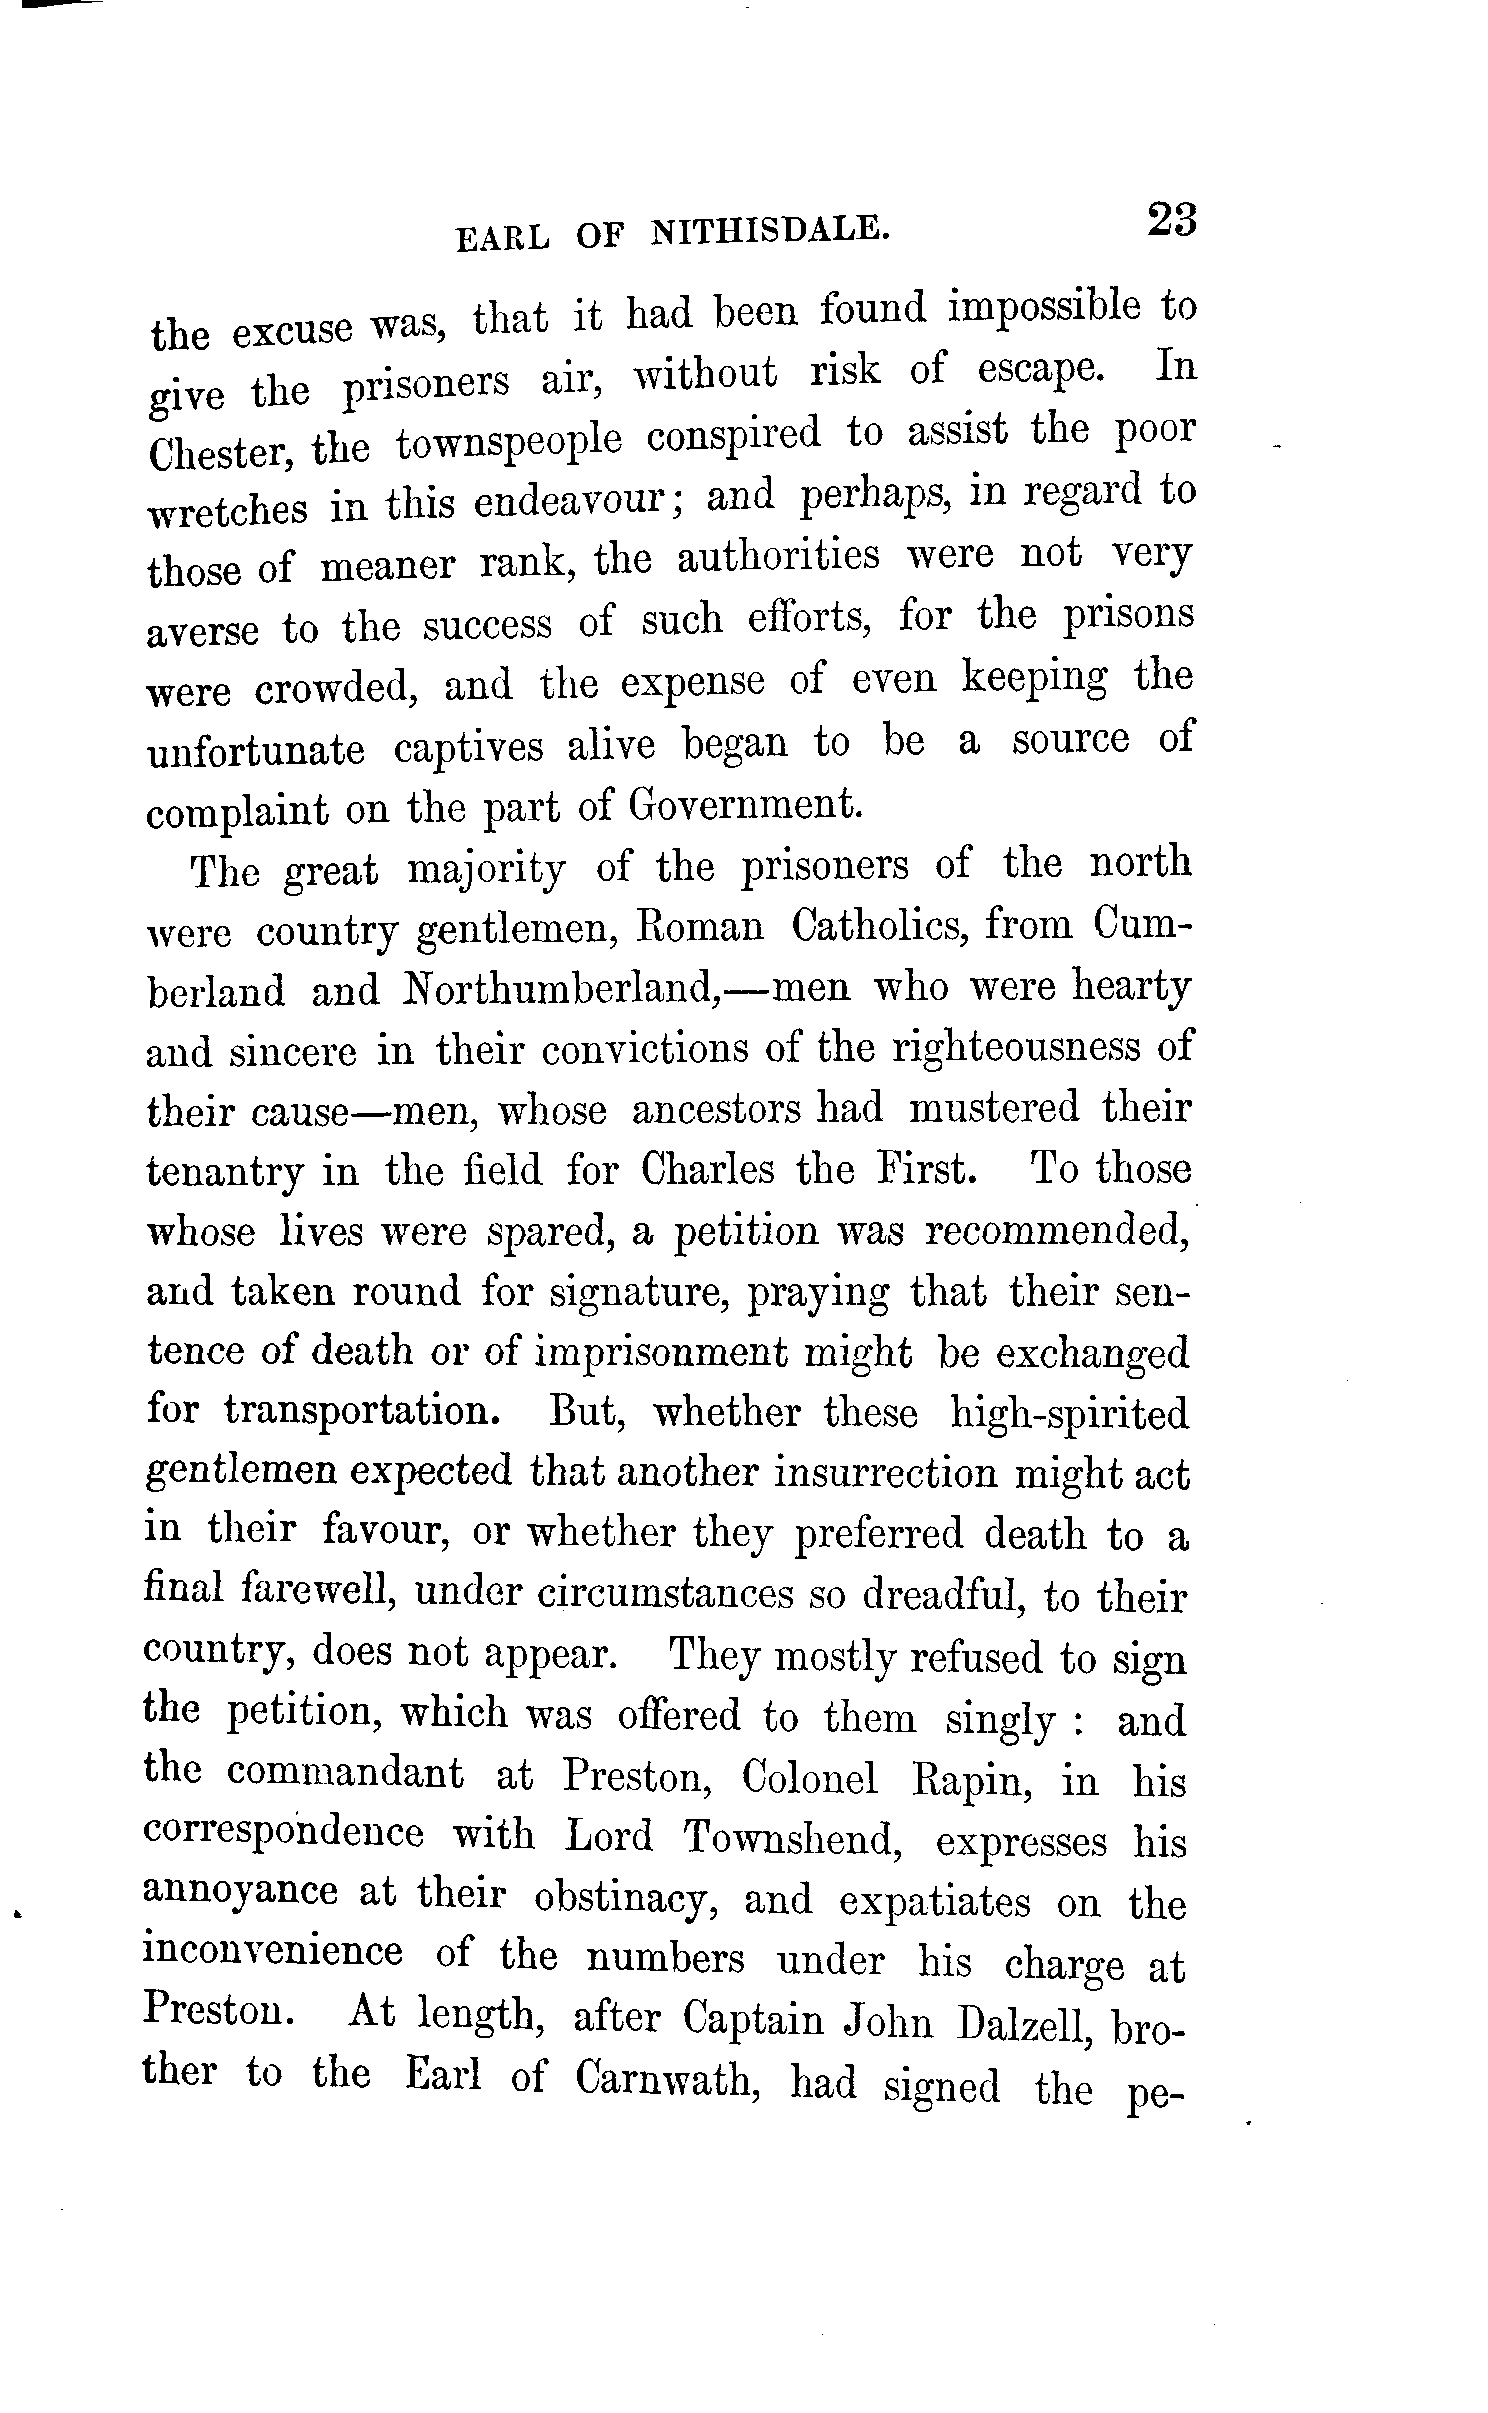 EARL OF NITHISDALE. 23
the excuse was, that it had been found impossible to
give the prisoners air, without risk of escape. In
Chester, the townspeople conspired to assist the poor
wretches in this endeavour; and perhaps, in regard to
those of meaner rank, the authorities were not very
averse to the success of such efforts, for the prisons
were crowded, and the expense of even keeping the
unfortunate captives alive began to be a source of
complaint on the part of Government.
The great majority of the prisoners of the north
were country gentlemen, Roman Catholics, from Cum-
berland and Northumberland,—men who were hearty
and sincere in their convictions of the righteousness of
their cause—men, whose ancestors had mustered their
tenantry in the field for Charles the First. To those
whose lives were spared, a petition was recommended,
and taken round for signature, praying that their sen-
tence of death or of imprisonment might be exchanged
for transportation. But, whether these high-spirited
gentlemen expected that another insurrection might act
in their favour, or whether they preferred death to a
final farewell, under circumstances so dreadful, to their
country, does not appear. They mostly refused to sign
the petition, which was offered to them singly : and
the commandant at Preston, Colonel Rapin, in his
correspondence with Lord Townshend, expresses his
annoyance at their obstinacy, and expatiates on the
inconvenience of the numbers under his charge at
Preston. At length, after Captain John Dalzell, bro-
ther to the Earl of Carnwath, had signed the pe-